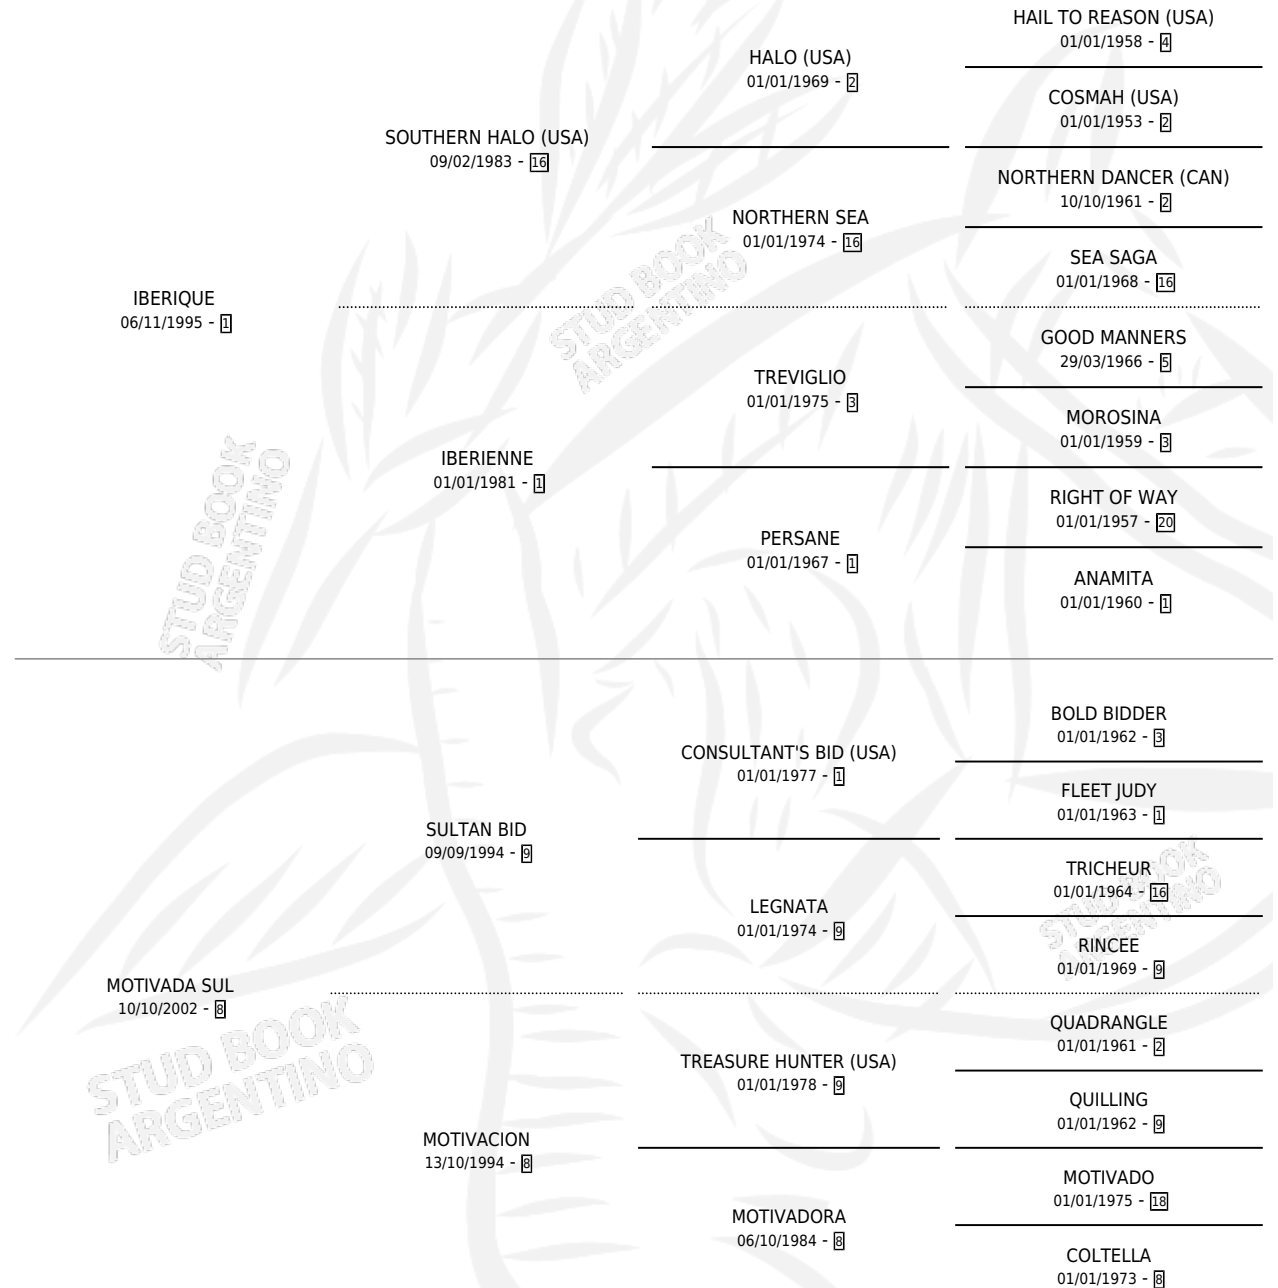 HAIL TO REASON (USA)
01/01/1958 - 4
HALO (USA)
01/01/1969 - 2
COSMAH (USA)
01/01/1953 - 2
SOUTHERN HALO (USA)
09/02/1983 - 16
NORTHERN DANCER (CAN)
10/10/1961 - 2
NORTHERN SEA
01/01/1974 - 16
SEA SAGA
01/01/1968 - 16
STUD BOOK
ARGENTINO
IBERIQUE
06/11/1995 - 1
GOOD MANNERS
29/03/1966 - 5
TREVIGLIO
01/01/1975 - 3
MOROSINA
01/01/1959 - 3
IBERIENNE
01/01/1981 - 1
RIGHT OF WAY
01/01/1957 - 20
PERSANE
01/01/1967 - 1
ANAMITA
01/01/1960 - 1
STUD BOOK
ARGENTINO
BOLD BIDDER
01/01/1962 - 3
CONSULTANT'S BID (USA)
01/01/1977 - 1
FLEET JUDY
01/01/1963 - 1
SULTAN BID
09/09/1994 - 9
TRICHEUR
01/01/1964 - 16
LEGNATA
01/01/1974 - 9
RINCEE
01/01/1969 - 9
STUD BOOK
ARGENTINO
MOTIVADA SUL
10/10/2002 - 8
QUADRANGLE
01/01/1961 - 2
TREASURE HUNTER (USA)
01/01/1978 - 9
QUILLING
01/01/1962 - 9
STUD BOOK
ARGENTINO
MOTIVACION
13/10/1994 - 8
MOTIVADO
01/01/1975 - 18
MOTIVADORA
06/10/1984 - 8
COLTELLA
01/01/1973 - 8